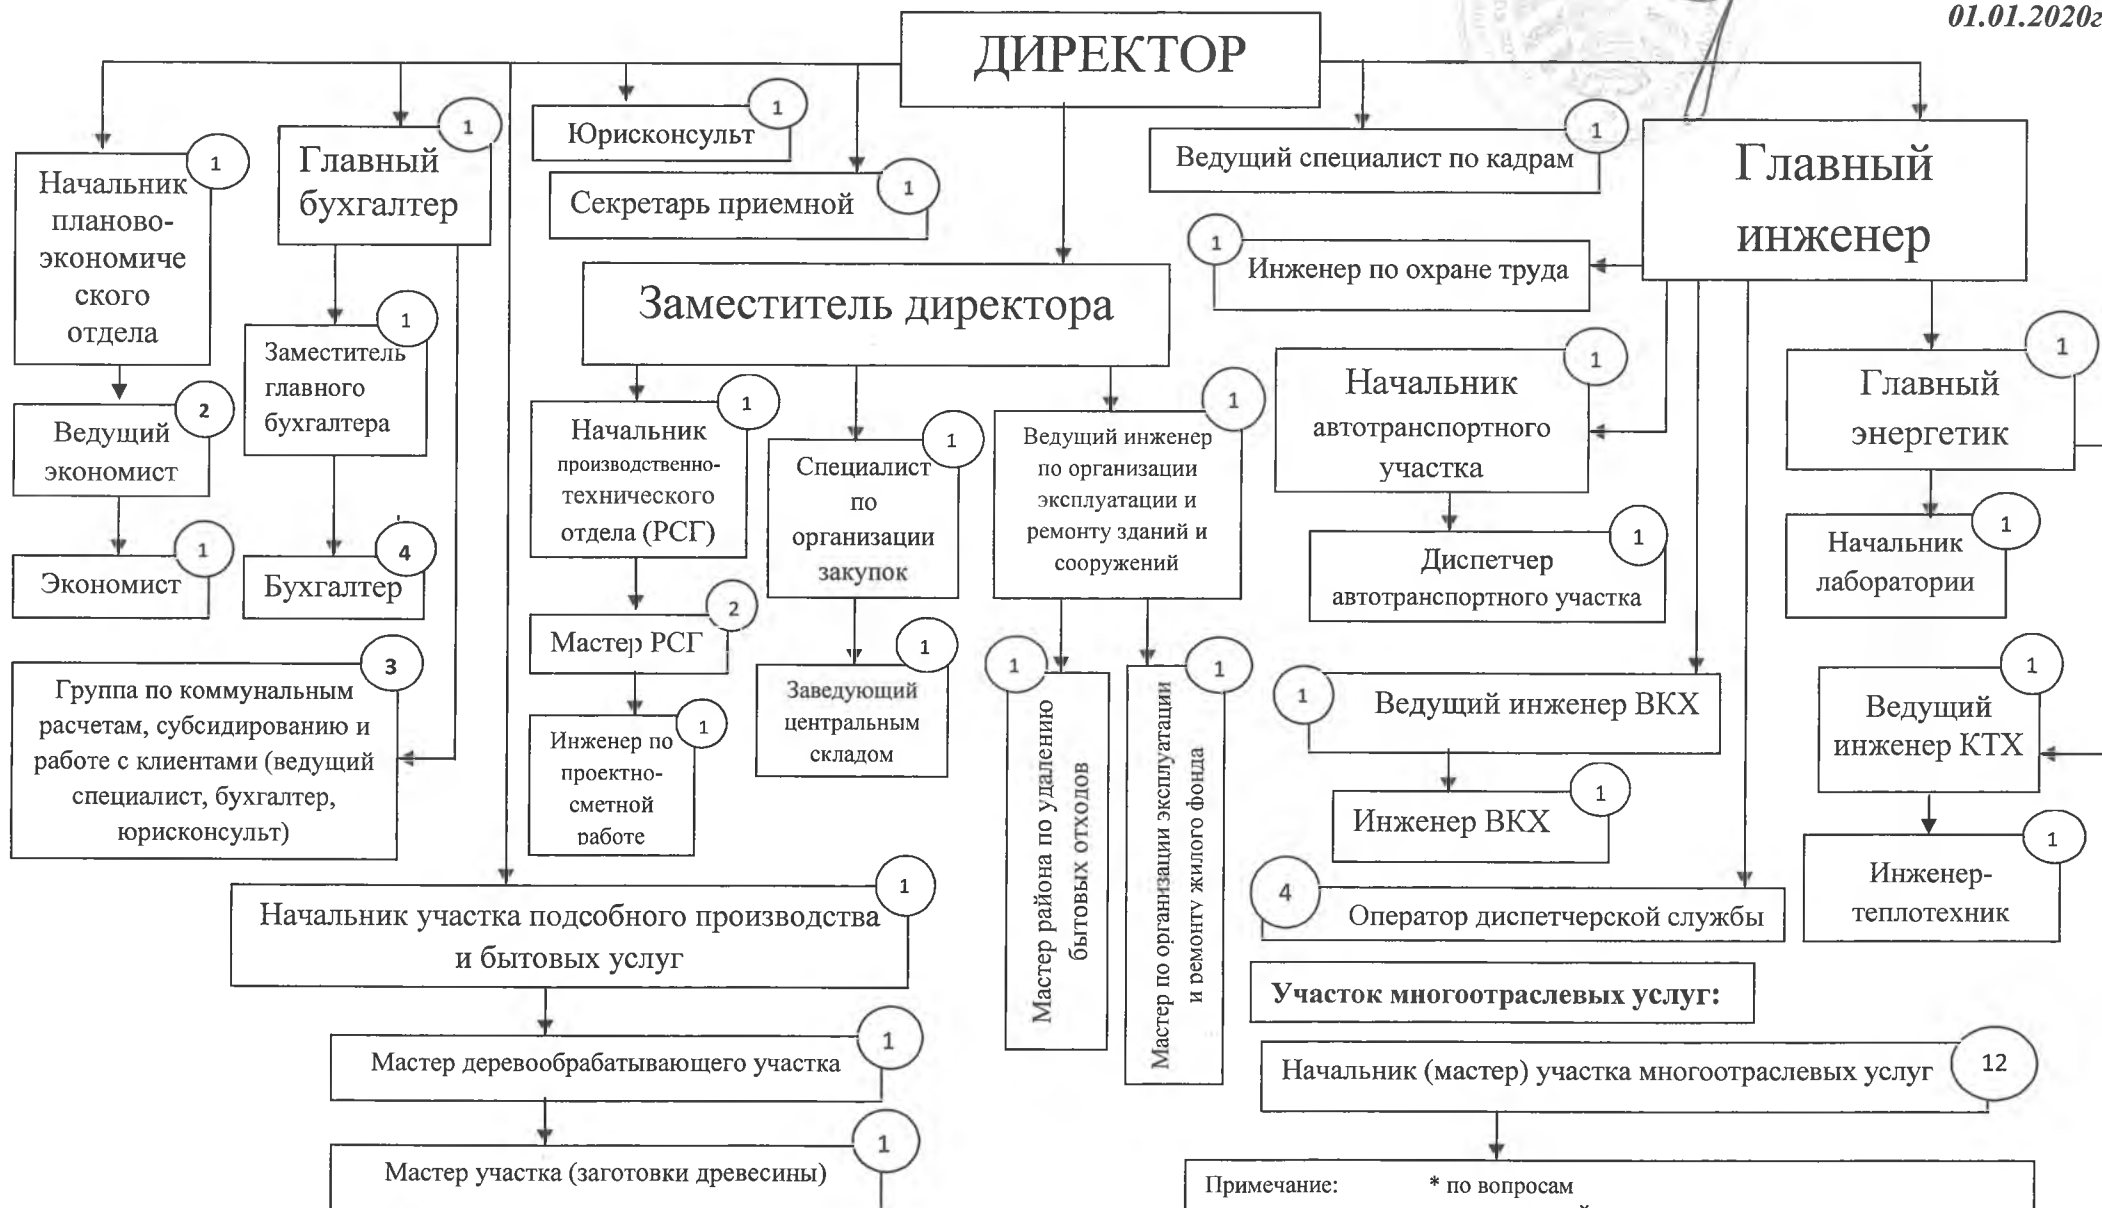 01.01.2020г
ДИРЕКТОР
1
Начальник
планово-
экономиче
ского
отдела
1
Главный
бухгалтер
1
Юрисконсульт
1
Секретарь приемной
1
Ведущий специалист по кадрам
Главный
инженер
1
Инженер по охране труда
Заместитель директора
2
Ведущий
экономист
1
Экономист
1
Заместитель
главного
бухгалтера
4
Бухгалтер
3
Группа по коммунальным
расчетам, субсидированию и
работе с клиентами (ведущий
специалист, бухгалтер,
юрисконсульт)
1
Начальник
производственно-
технического
отдела (РСГ)
2
Мастер РСГ
1
Инженер по
проектно-
сметной
работе
1
Специалист
по
организации
закупок
1
Заведующий
центральным
складом
1
Ведущий инженер
по организации
эксплуатации и
ремонту зданий и
сооружений
1
Мастер района по удалению
бытовых отходов
1
Мастер по организации эксплуатации
и ремонту жилого фонда
1
Начальник
автотранспортного
участка
1
Диспетчер
автотранспортного участка
1
Ведущий инженер ВКХ
1
Инженер ВКХ
4
Оператор диспетчерской службы
1
Главный
энергетик
1
Начальник
лаборатории
1
Ведущий
инженер КТХ
1
Инженер-
теплотехник
1
Начальник участка подсобного производства
и бытовых услуг
1
Мастер деревообрабатывающего участка
1
Мастер участка (заготовки древесины)
Участок многоотраслевых услуг:
12
Начальник (мастер) участка многоотраслевых услуг
Примечание: * по вопросам